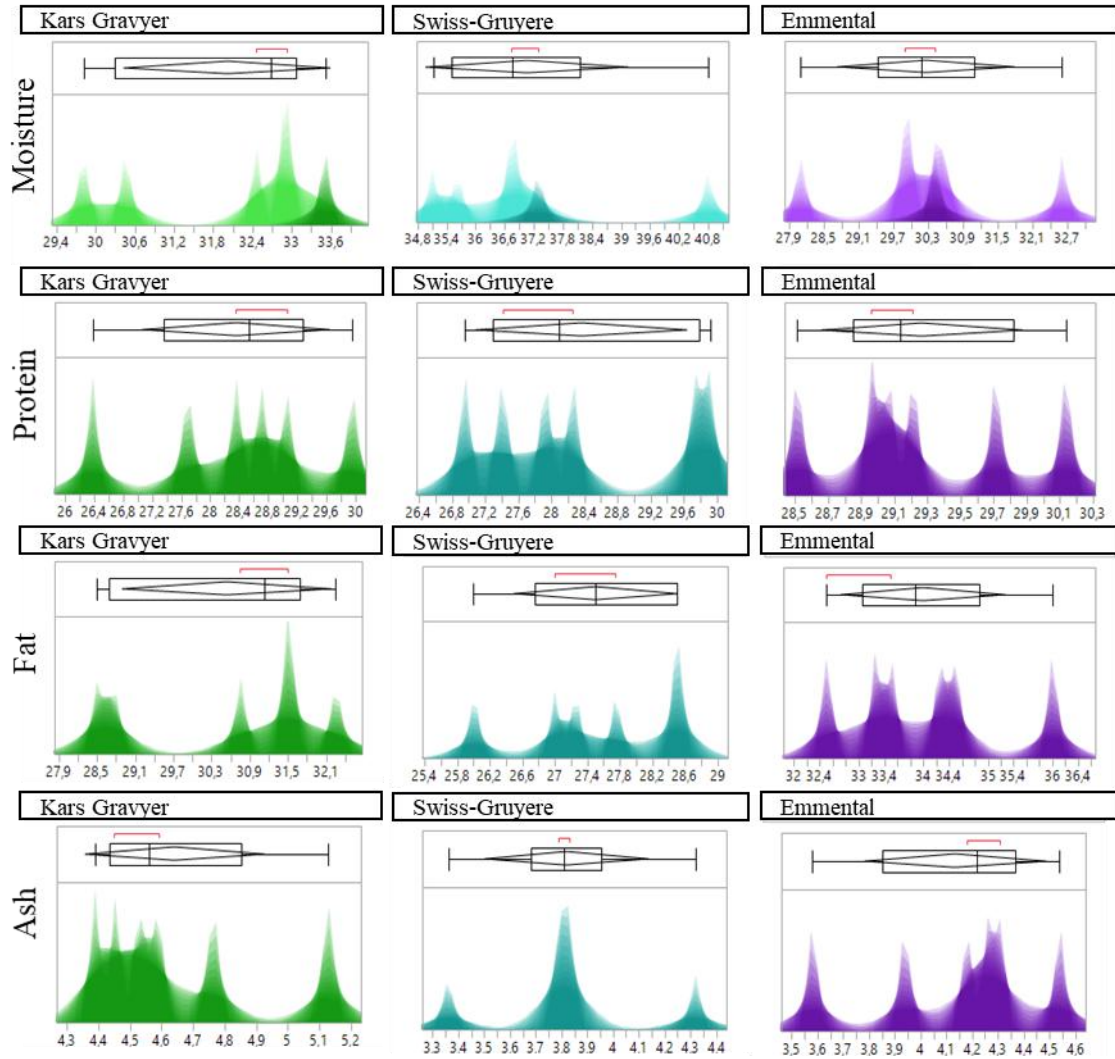 Kars Gravyer Swiss-Gruyere Emmental
Moisture
29,4 30 30,6 31,2 31,8 32,4 33 33,6
34,8 35,4 36 36,6 37,2 37,8 38,4 39 39,6 40,2 40,8
27,9 28,5 29,1 29,7 30,3 30,9 31,5 32,1 32,7
Kars Gravyer Swiss-Gruyere Emmental
Protein
26 26,4 26,8 27,2 27,6 28 28,4 28,8 29,2 29,6 30
26,4 26,8 27,2 27,6 28 28,4 28,8 29,2 29,6 30
28,5 28,7 28,9 29,1 29,3 29,5 29,7 29,9 30,1 30,3
Kars Gravyer Swiss-Gruyere Emmental
Fat
27,9 28,5 29,1 29,7 30,3 30,9 31,5 32,1
25,4 25,8 26,2 26,6 27 27,4 27,8 28,2 28,6 29
32 32,4 33 33,4 34 34,4 35 35,4 36 36,4
Kars Gravyer Swiss-Gruyere Emmental
Ash
4,3 4,4 4,5 4,6 4,7 4,8 4,9 5 5,1 5,2
3.3 3.4 3.5 3.6 3.7 3.8 3.9 4 4.1 4.2 4.3 4.4
3,5 3,6 3,7 3,8 3,9 4 4,1 4,2 4,3 4,4 4,5 4,6